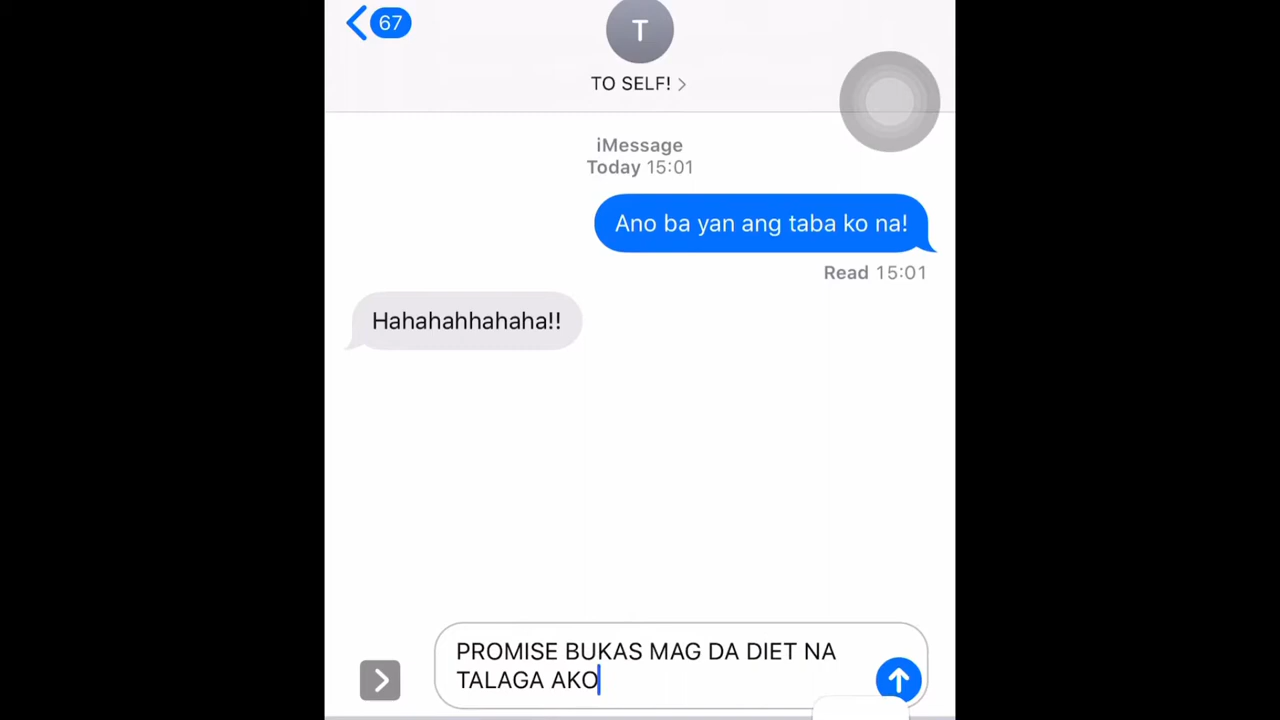 67
T
TO SELF!
iMessage
Today 15:01
Ano ba yan ang taba ko na!
Read 15:01
Hahahahhahaha!!
PROMISE BUKAS MAG DA DIET NA
TALAGA AKO